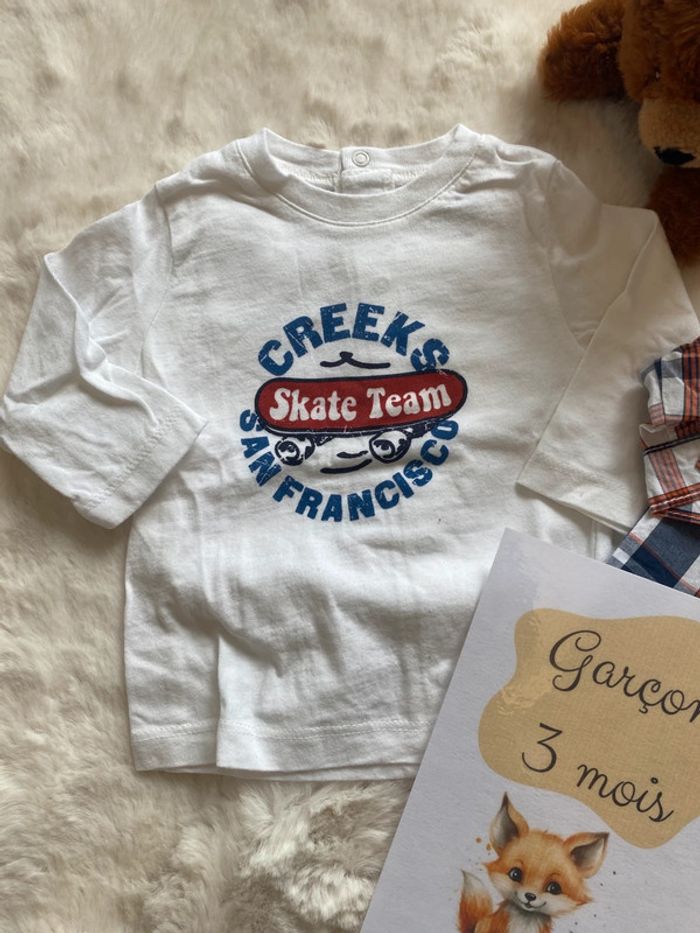 CREEKS
Skate Team
SAN FRANCISCO
Garçon
3 mois